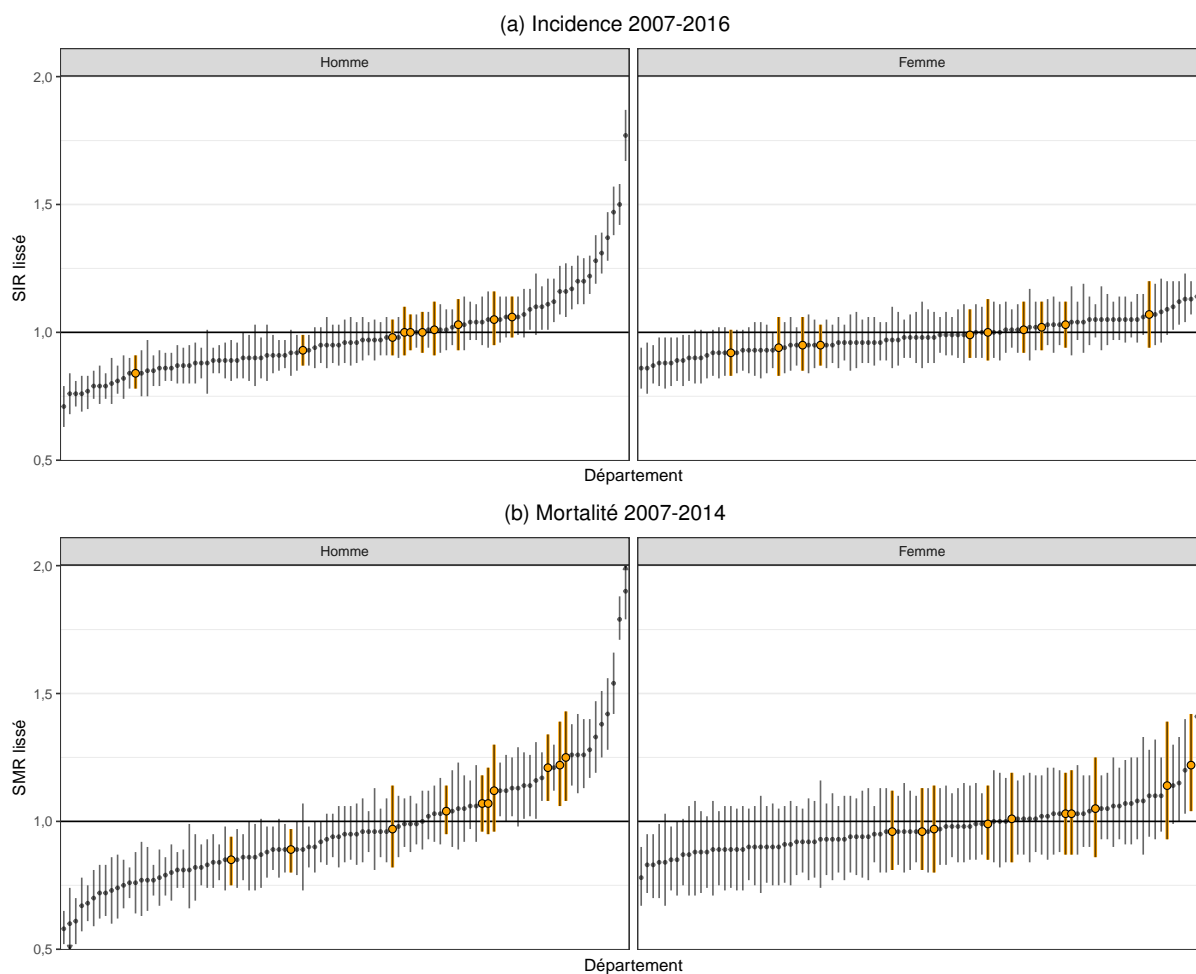 (a) Incidence 2007-2016
Homme
Femme
2,0
1,5
1,0
0,5
SIR lissé
Département
(b) Mortalité 2007-2014
Homme
Femme
2,0
1,5
1,0
0,5
SMR lissé
Département